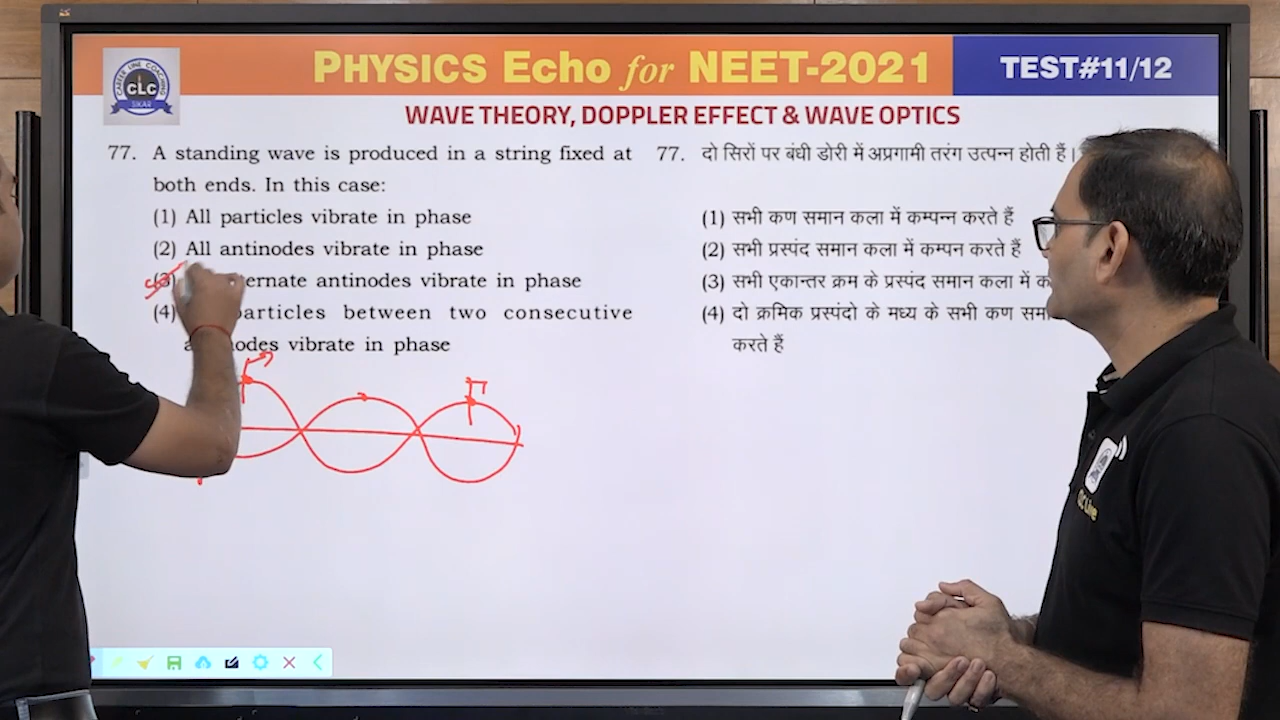 PHYSICS Echo for NEET-2021
TEST#11/12
CAREER LINE COACHING
CLC
SIKAR
WAVE THEORY, DOPPLER EFFECT & WAVE OPTICS
77. A standing wave is produced in a string fixed at
both ends. In this case:
(1) All particles vibrate in phase
(2) All antinodes vibrate in phase
(3) ernate antinodes vibrate in phase
(4) particles between two consecutive
odes vibrate in phase
77. दो सिरों पर बंधी डोरी में अप्रगामी तरंग उत्पन्न होती हैं।
(1) सभी कण समान कला में कम्पन्न करते हैं
(2) सभी प्रस्पंद समान कला में कम्पन करते हैं
(3) सभी एकान्तर क्रम के प्रस्पंद समान कला में क
(4) दो क्रमिक प्रस्पंदो के मध्य के सभी कण समा
करते हैं